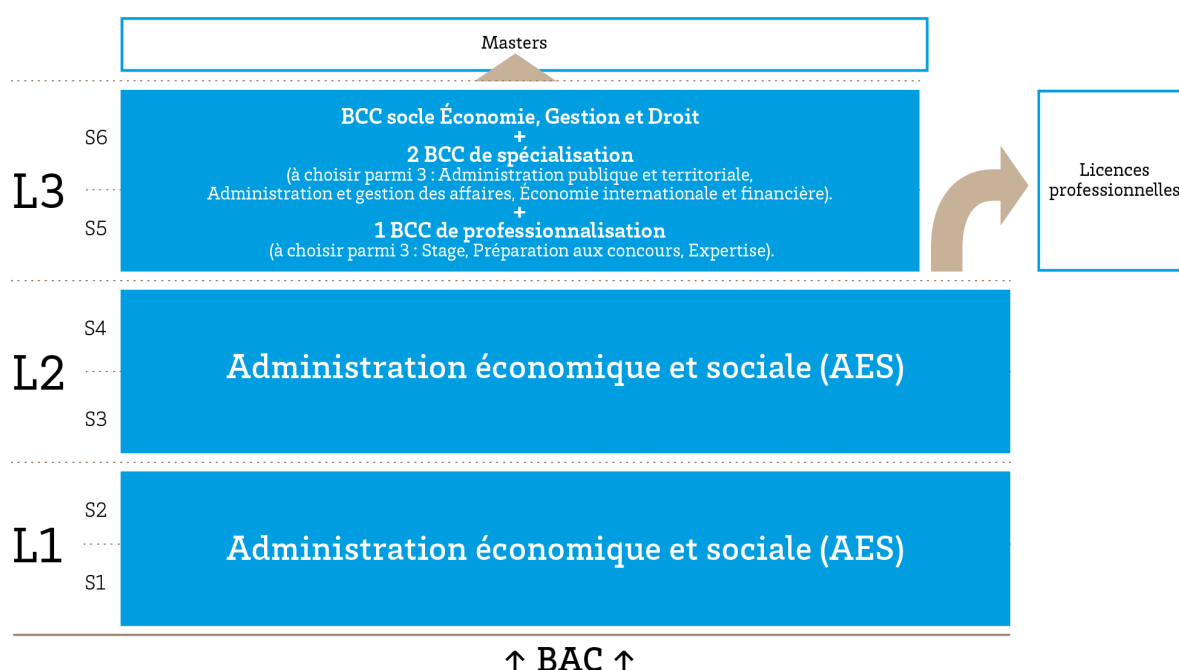 Masters
L3
S6
S5
BCC socle Économie, Gestion et Droit
+
2 BCC de spécialisation
(à choisir parmi 3 : Administration publique et territoriale,
Administration et gestion des affaires, Économie internationale et financière).
+
1 BCC de professionnalisation
(à choisir parmi 3 : Stage, Préparation aux concours, Expertise).
Licences
professionnelles
L2
S4
S3
Administration économique et sociale (AES)
L1
S2
S1
Administration économique et sociale (AES)
↑ BAC ↑